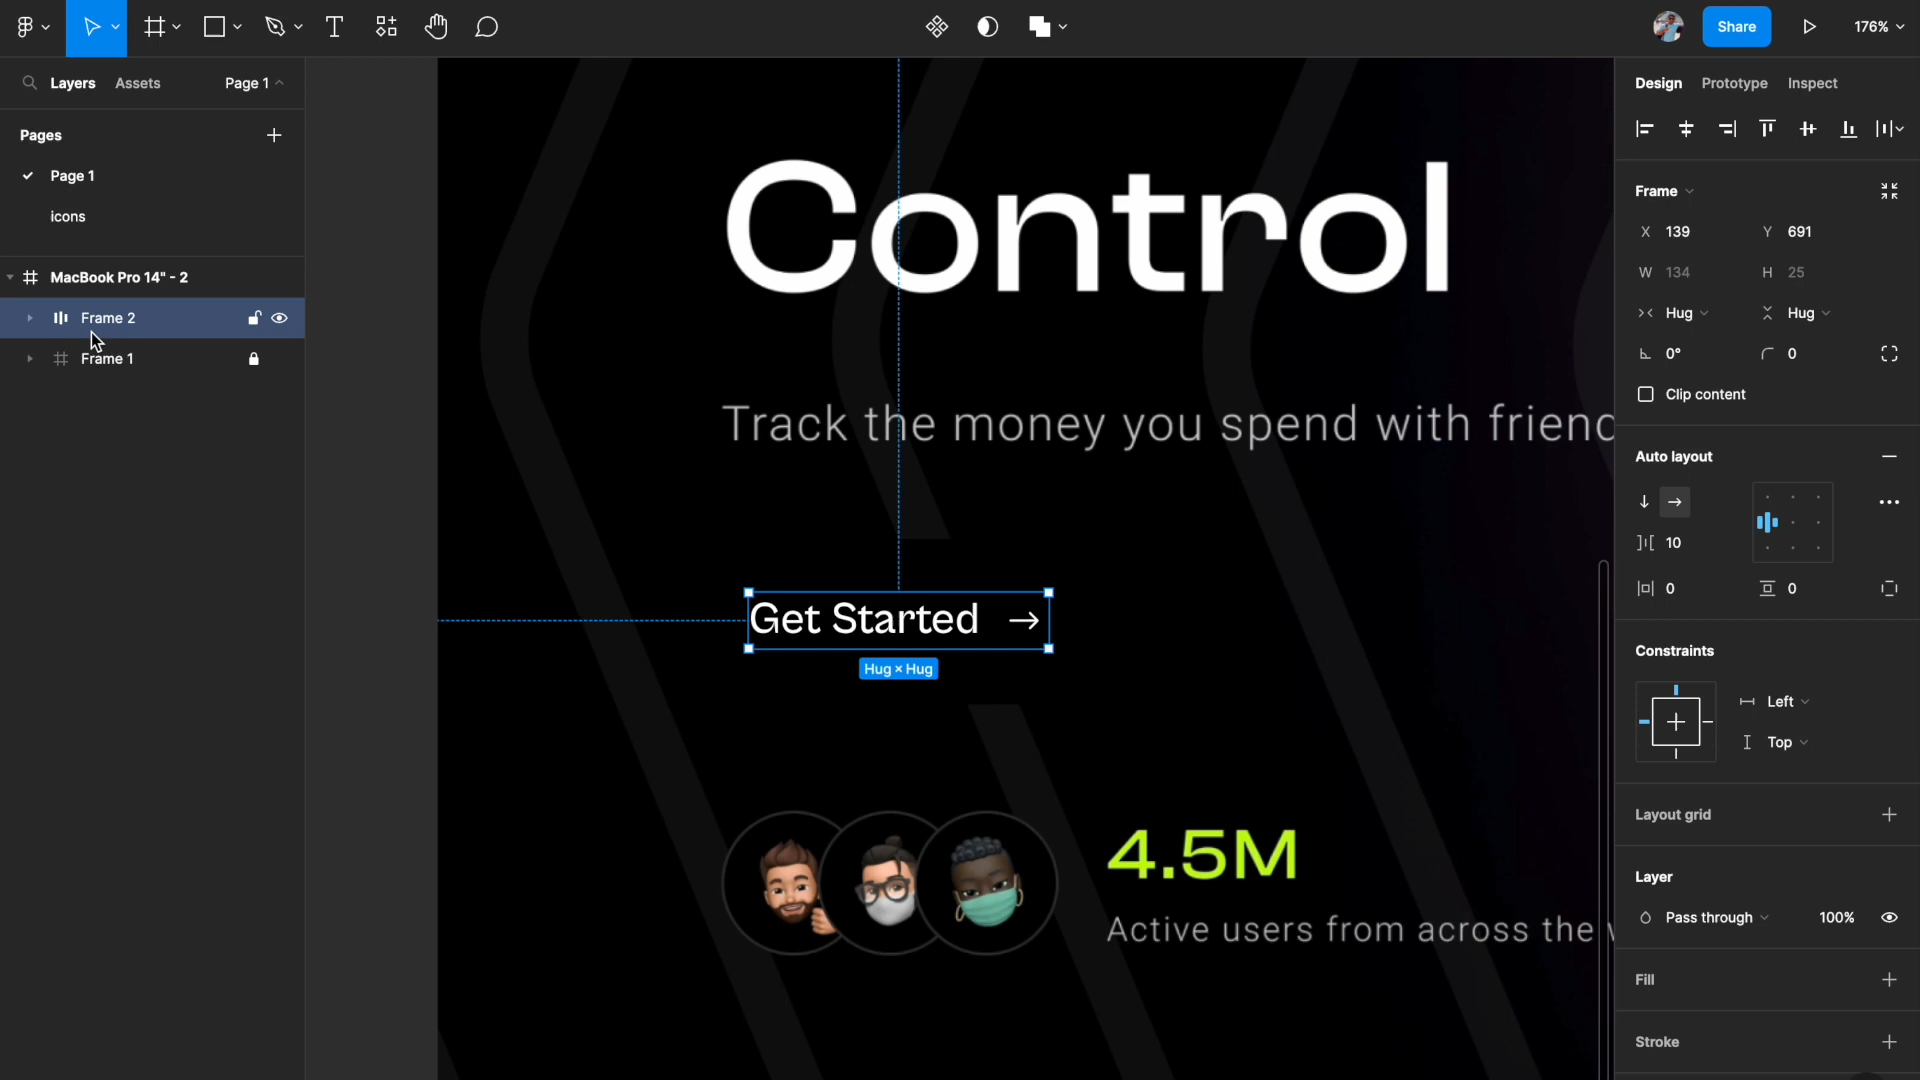 Share
176%
Layers
Assets
Page 1
Pages
Page 1
icons
MacBook Pro 14" - 2
Frame 2
Frame 1
Control
Track the money you spend with friend
Get Started →
Hug × Hug
4.5M
Active users from across the
Design
Prototype
Inspect
Frame
X 139
Y 691
W 134
H 25
Hug
Hug
0°
0
Clip content
Auto layout
10
0
0
Constraints
Left
Top
Layout grid
Layer
Pass through
100%
Fill
Stroke